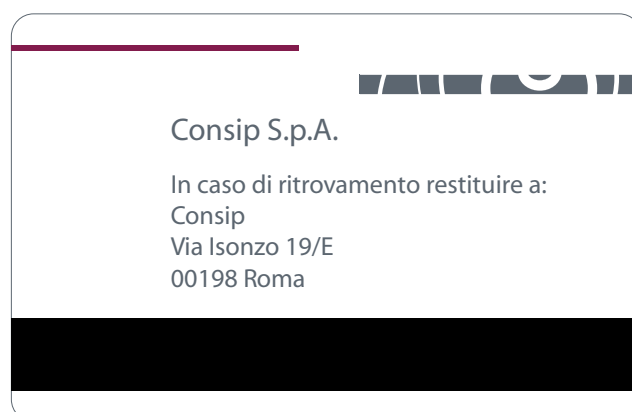 Consip S.p.A.
In caso di ritrovamento restituire a:
Consip
Via Isonzo 19/E
00198 Roma